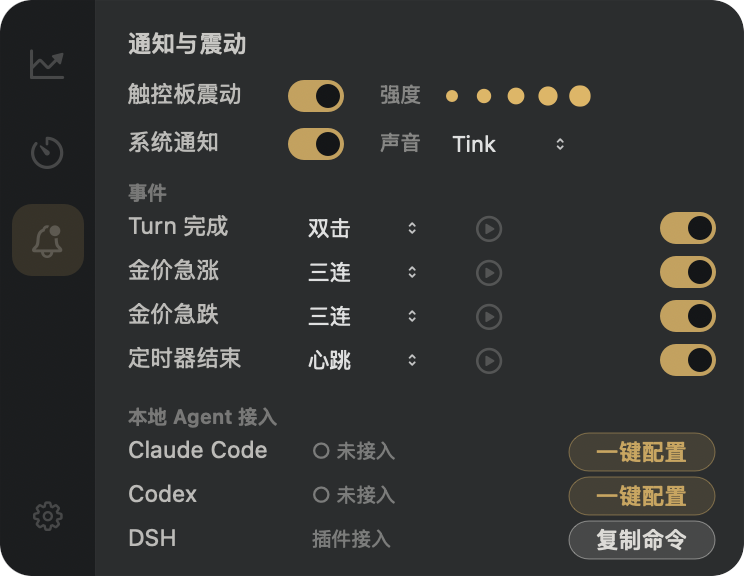 通知与震动
触控板震动 强度
系统通知 声音 Tink
事件
Turn 完成 双击
金价急涨 三连
金价急跌 三连
定时器结束 心跳
本地 Agent 接入
Claude Code 未接入 一键配置
Codex 未接入 一键配置
DSH 插件接入 复制命令